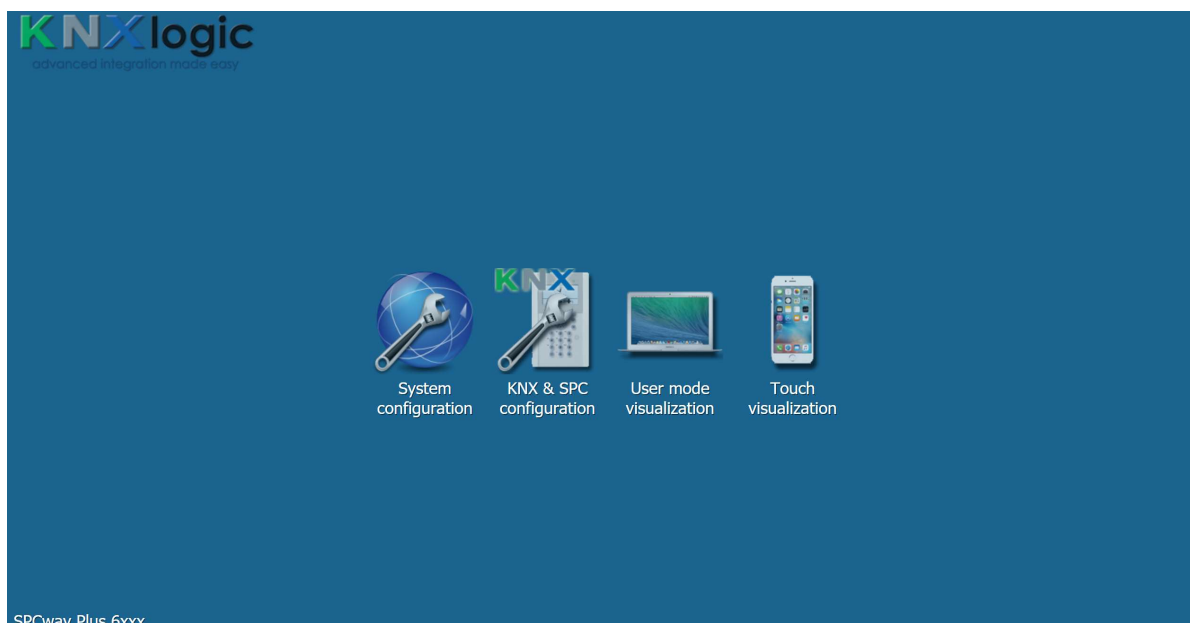 KNXlogic
advanced integration made easy
KNX
System
configuration
KNX & SPC
configuration
User mode
visualization
Touch
visualization
SPCway Plus 6xxx